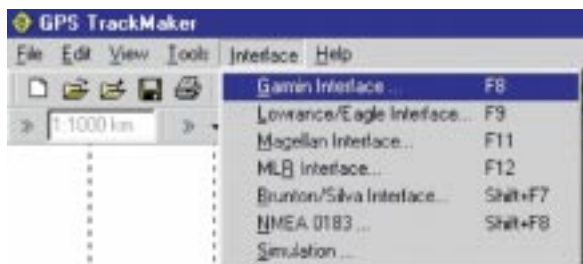 GPS TrackMaker
File Edit View Tools Interface Help
Garmin Interface ... F8
Lowrance/Eagle Interface... F9
1:1000 km
Magellan Interface... F11
MLR Interface... F12
Brunton/Silva Interface... Shift+F7
NMEA 0183 ... Shift+F8
Simulation ...